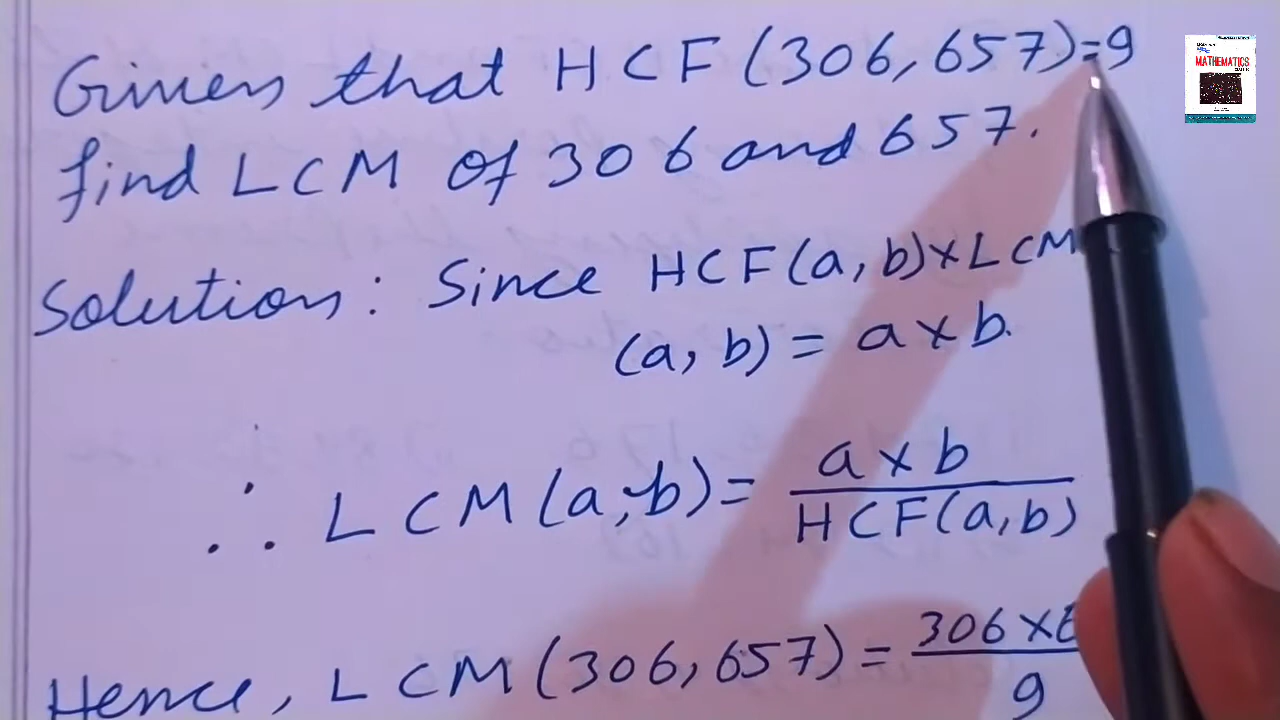 Given that HCF(306,657)=9
find LCM of 306 and 657.
Solution: Since HCF(a,b)×LCM
(a,b) = a×b.
∴ LCM(a,b) = a×b
HCF(a,b)
Hence, LCM(306,657) = 306×
9
MATHEMATICS